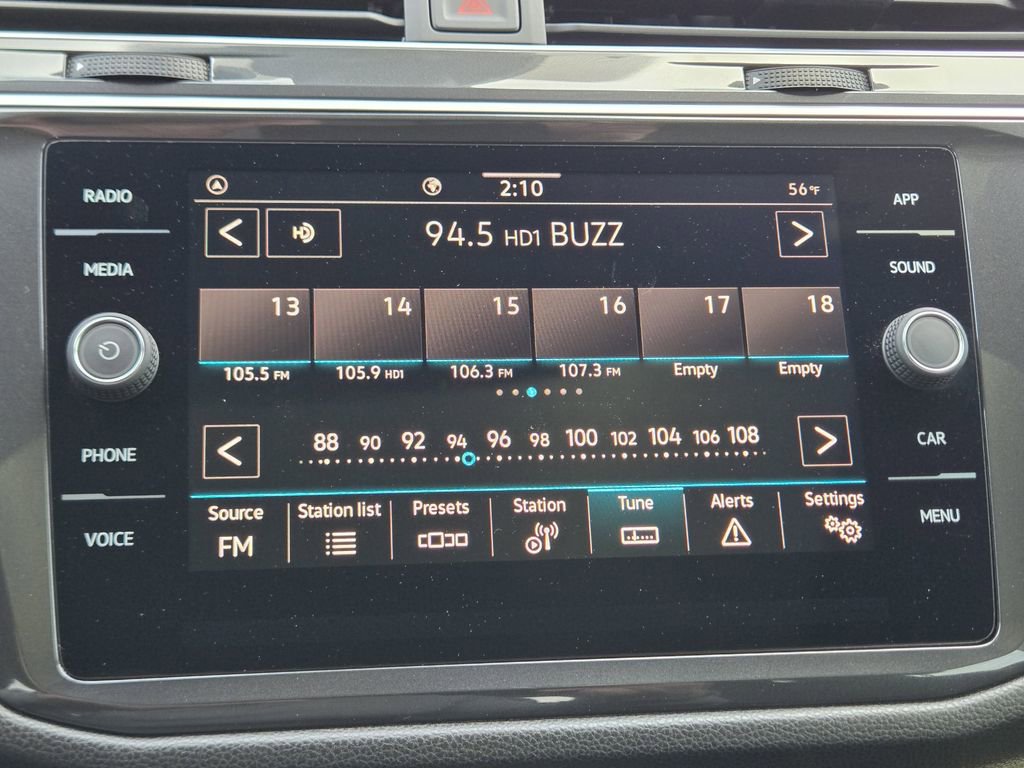 RADIO
MEDIA
PHONE
VOICE
2:10
56°F
HD
94.5 HD1 BUZZ
13 14 15 16 17 18
105.5 FM 105.9 HD1 106.3 FM 107.3 FM Empty Empty
88 90 92 94 96 98 100 102 104 106 108
Source Station list Presets Station Tune Alerts Settings
FM
APP
SOUND
CAR
MENU